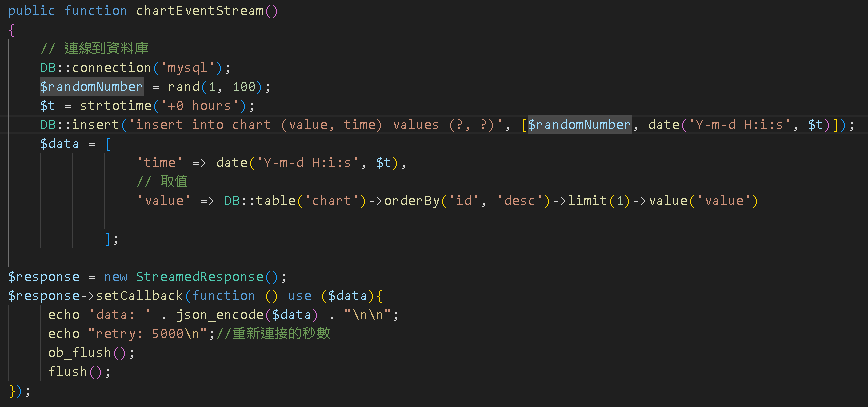 public function chartEventStream()
{
// 連線到資料庫
DB::connection('mysql');
$randomNumber = rand(1, 100);
$t = strtotime('+0 hours');
DB::insert('insert into chart (value, time) values (?, ?)', [$randomNumber, date('Y-m-d H:i:s', $t)]);
$data = [
'time' => date('Y-m-d H:i:s', $t),
// 取值
'value' => DB::table('chart')->orderBy('id', 'desc')->limit(1)->value('value')
];
$response = new StreamedResponse();
$response->setCallback(function () use ($data){
echo 'data: ' . json_encode($data) . "\n\n";
echo "retry: 5000\n";//重新連接的秒數
ob_flush();
flush();
});